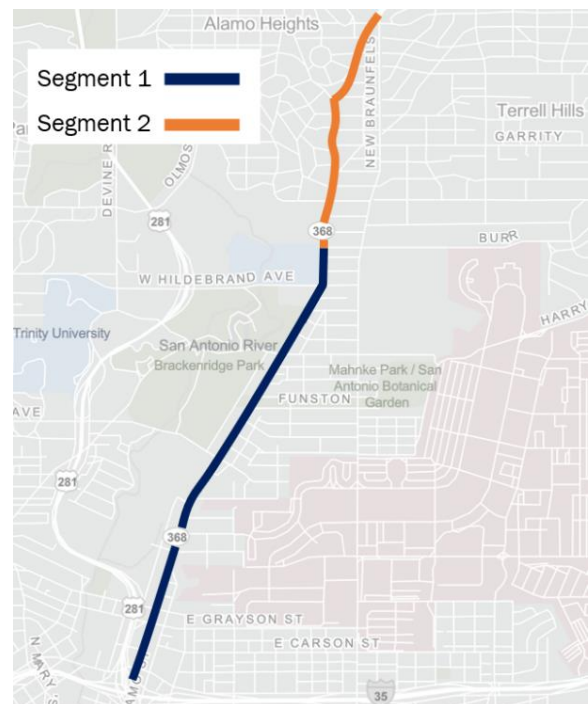 Alamo Heights
Segment 1
Segment 2
NEW BRAUNFELS
Terrell Hills
GARRITY
DEVINE R
OLMOS
281
368
BURR
W HILDEBRAND AVE
HARRY
Trinity University
San Antonio River
Brackenridge Park
Mahnke Park / San
Antonio Botanical
Garden
FUNSTON
AVE
281
368
281
E GRAYSON ST
E CARSON ST
N MARY S
35